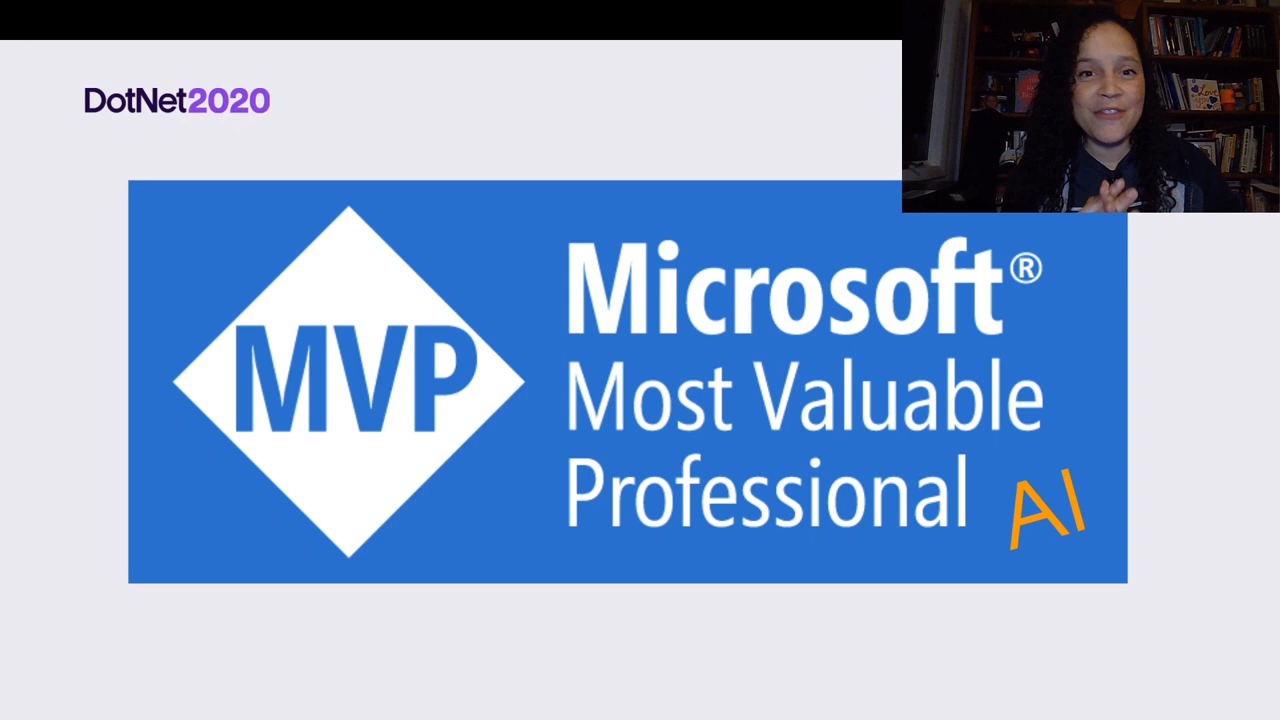 DotNet2020
MVP
Microsoft®
Most Valuable
Professional
AI